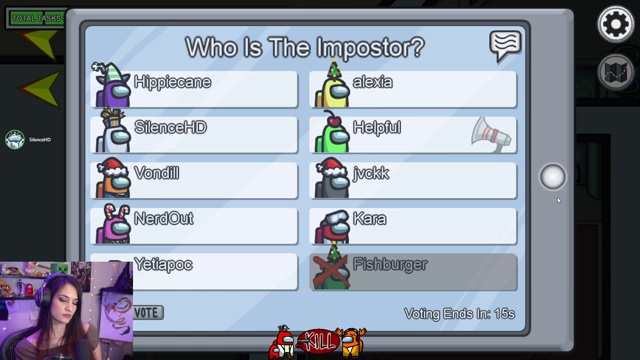 TOTAL TASKS
Who Is The Impostor?
Hippiecane
alexia
SilenceHD
Helpful
SilenceHD
Vondill
jvckk
NerdOut
Kara
Yetiapoc
Fishburger
VOTE
Voting Ends In: 15s
KILL